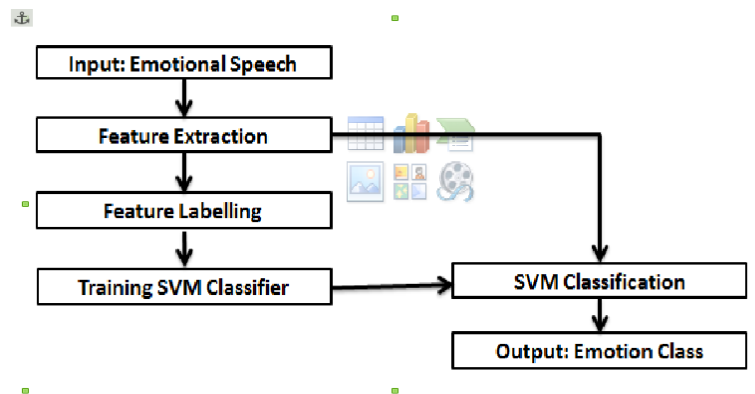 Input: Emotional Speech
Feature Extraction
Feature Labelling
Training SVM Classifier
SVM Classification
Output: Emotion Class